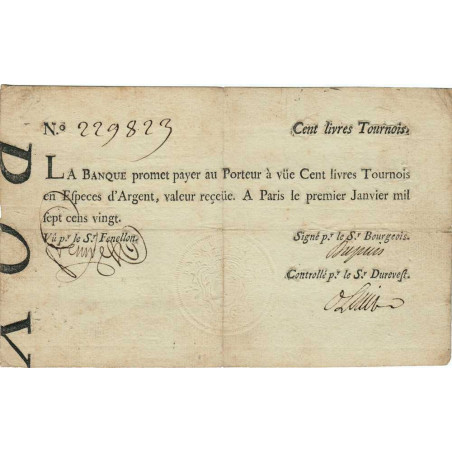 N.º 229823
Cent livres Tournois.
LA BANQUE promet payer au Porteur à vüe Cent livres Tournois
en Eſpeces d'Argent, valeur reçeüe. A Paris le premier Janvier mil
ſept cens vingt.
Vû p.r le S.r Fenellon.
Signé p.r le S.r Bourgeois.
Controllé p.r le S.r Dureveſt.